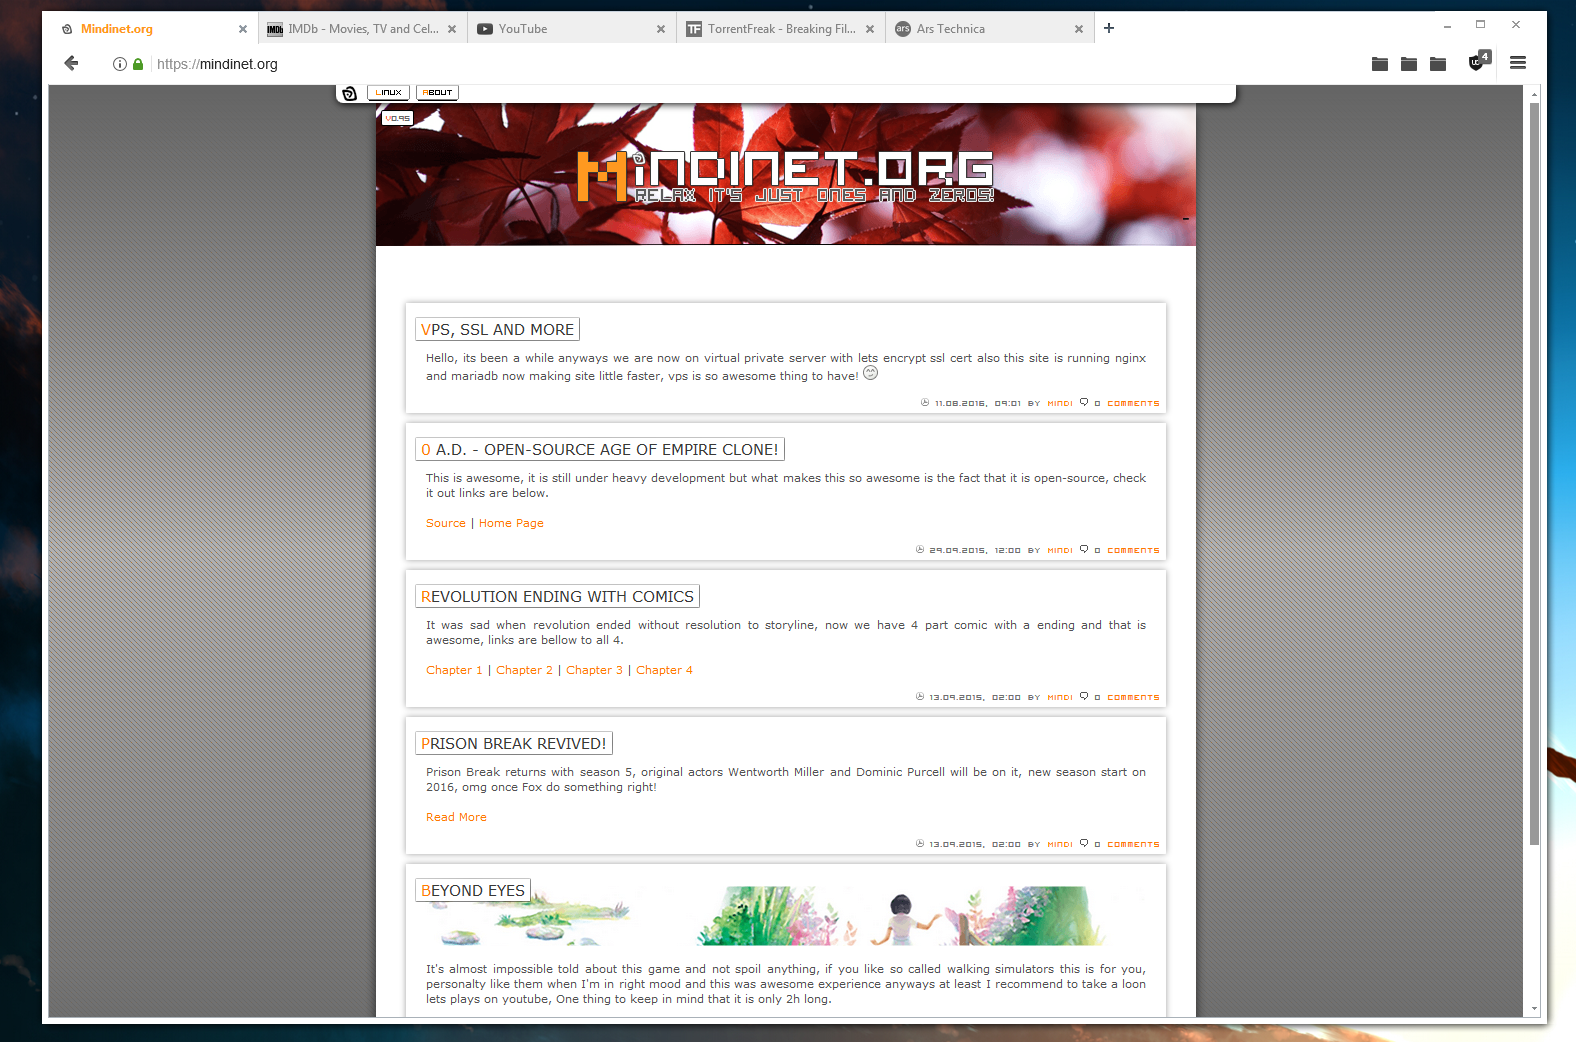 Mindinet.org
IMDb IMDb - Movies, TV and Cel...
YouTube
TF TorrentFreak - Breaking Fil...
ars Ars Technica
https://mindinet.org
4
Linux About
V0.95
MiNDINET.ORG
RELAX IT'S JUST ONES AND ZEROS!
VPS, SSL AND MORE
Hello, its been a while anyways we are now on virtual private server with lets encrypt ssl cert also this site is running nginx
and mariadb now making site little faster, vps is so awesome thing to have!
11.08.2016, 09:01 BY MINDI 0 COMMENTS
0 A.D. - OPEN-SOURCE AGE OF EMPIRE CLONE!
This is awesome, it is still under heavy development but what makes this so awesome is the fact that it is open-source, check
it out links are below.
Source | Home Page
29.09.2015, 12:00 BY MINDI 0 COMMENTS
REVOLUTION ENDING WITH COMICS
It was sad when revolution ended without resolution to storyline, now we have 4 part comic with a ending and that is
awesome, links are bellow to all 4.
Chapter 1 | Chapter 2 | Chapter 3 | Chapter 4
13.09.2015, 02:00 BY MINDI 0 COMMENTS
PRISON BREAK REVIVED!
Prison Break returns with season 5, original actors Wentworth Miller and Dominic Purcell will be on it, new season start on
2016, omg once Fox do something right!
Read More
13.09.2015, 02:00 BY MINDI 0 COMMENTS
BEYOND EYES
It's almost impossible told about this game and not spoil anything, if you like so called walking simulators this is for you,
personalty like them when I'm in right mood and this was awesome experience anyways at least I recommend to take a loon
lets plays on youtube, One thing to keep in mind that it is only 2h long.